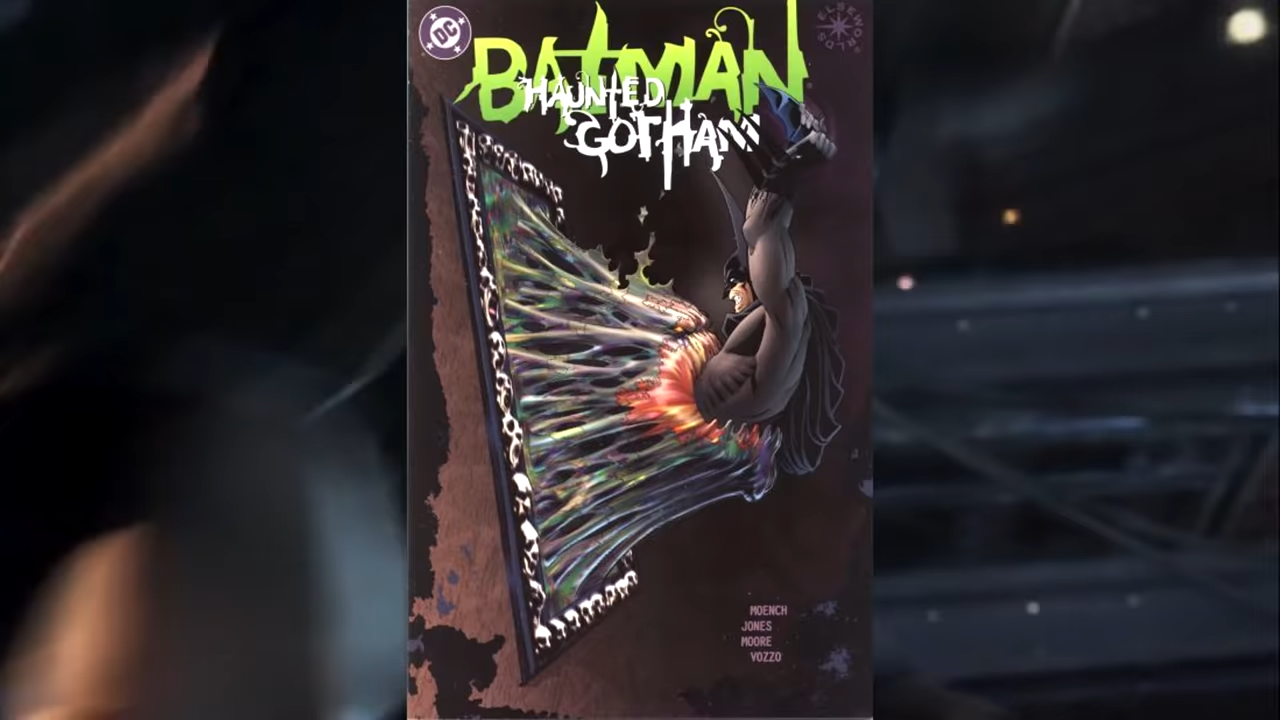 DC
ELSEWORLDS
BATMAN
HAUNTED
GOTHAM
MOENCH
JONES
MOORE
VOZZO